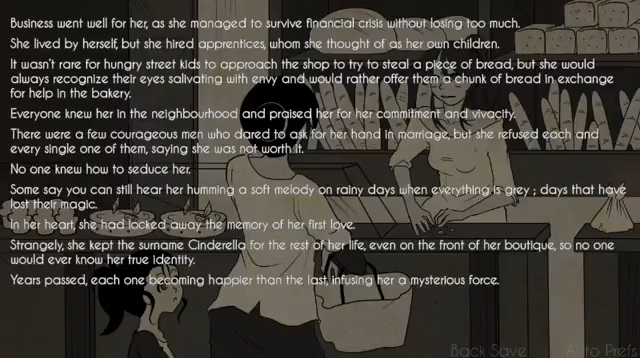 Business went well for her, as she managed to survive financial crisis without losing too much.
She lived by herself, but she hired apprentices, whom she thought of as her own children.
It wasn't rare for hungry street kids to approach the shop to try to steal a piece of bread, but she would
always recognize their eyes salivating with envy and would rather offer them a chunk of bread in exchange
for help in the bakery.
Everyone knew her in the neighbourhood and praised her for her commitment and vivacity.
There were a few courageous men who dared to ask for her hand in marriage, but she refused each and
every single one of them, saying she was not worth it.
No one knew how to seduce her.
Some say you can still hear her humming a soft melody on rainy days when everything is grey ; days that have
lost their magic.
In her heart, she had locked away the memory of her first love.
Strangely, she kept the surname Cinderella for the rest of her life, even on the front of her boutique, so no one
would ever know her true identity.
Years passed, each one becoming happier than the last, infusing her a mysterious force.
Back Save Auto Prefs